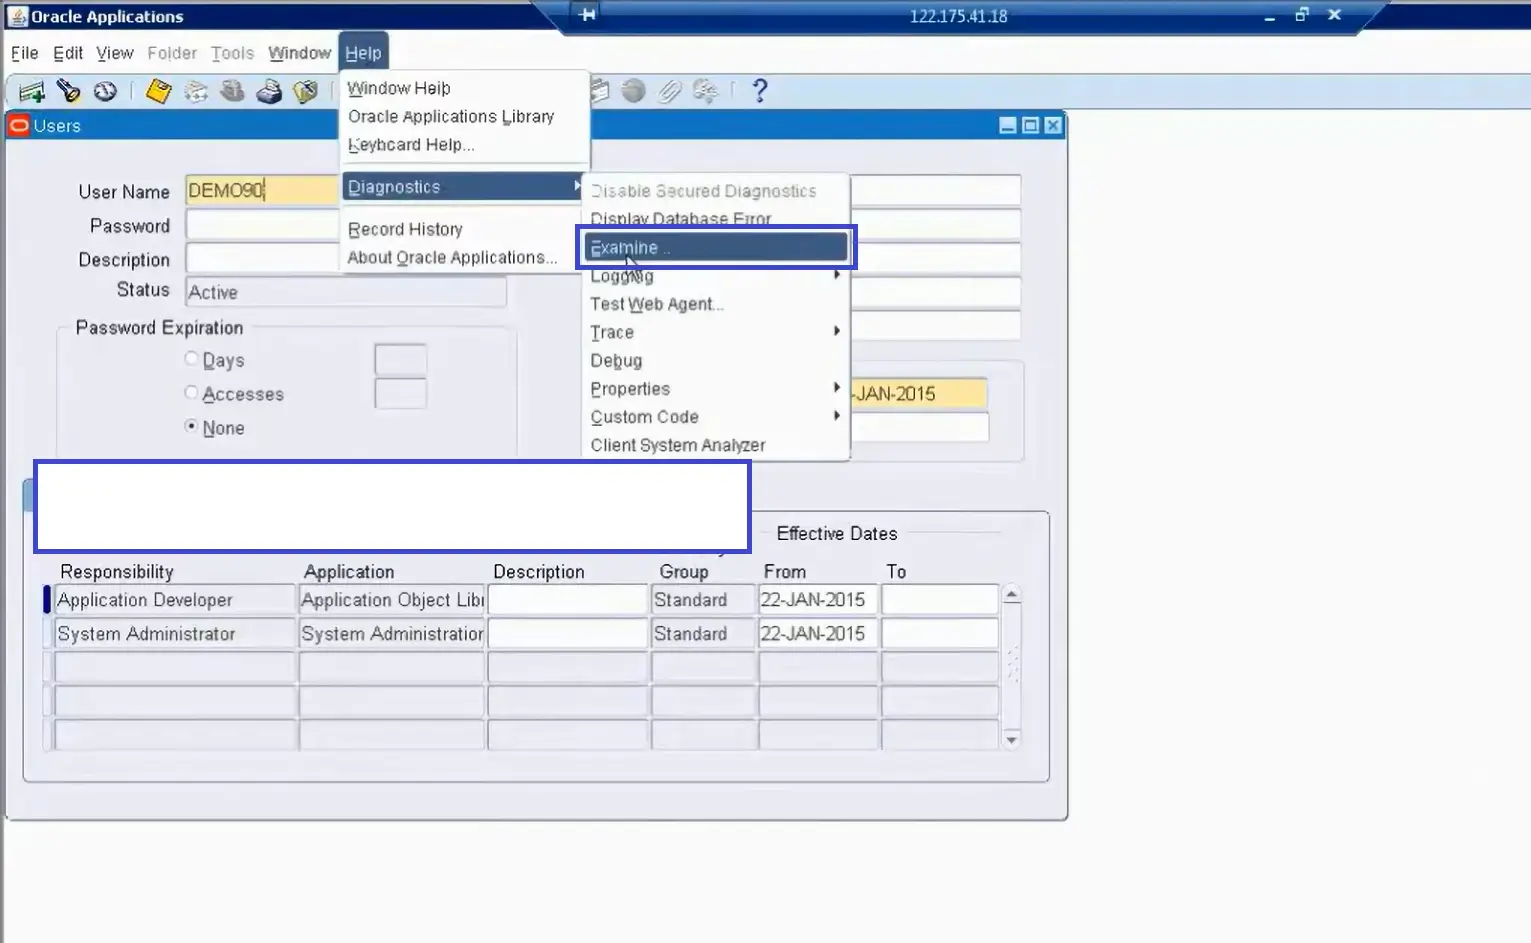 Oracle Applications
122.175.41.18
File Edit View Folder Tools Window Help
Window Help
Oracle Applications Library
Keyboard Help...
Diagnostics
Record History
About Oracle Applications...
Disable Secured Diagnostics
Display Database Error
Examine ..
Logging
Test Web Agent...
Trace
Debug
Properties
Custom Code
Client System Analyzer
Users
User Name DEMO90
Password
Description
Status Active
Password Expiration
Days
Accesses
None
-JAN-2015
Effective Dates
Responsibility Application Description Group From To
Application Developer Application Object Libr Standard 22-JAN-2015
System Administrator System Administration Standard 22-JAN-2015